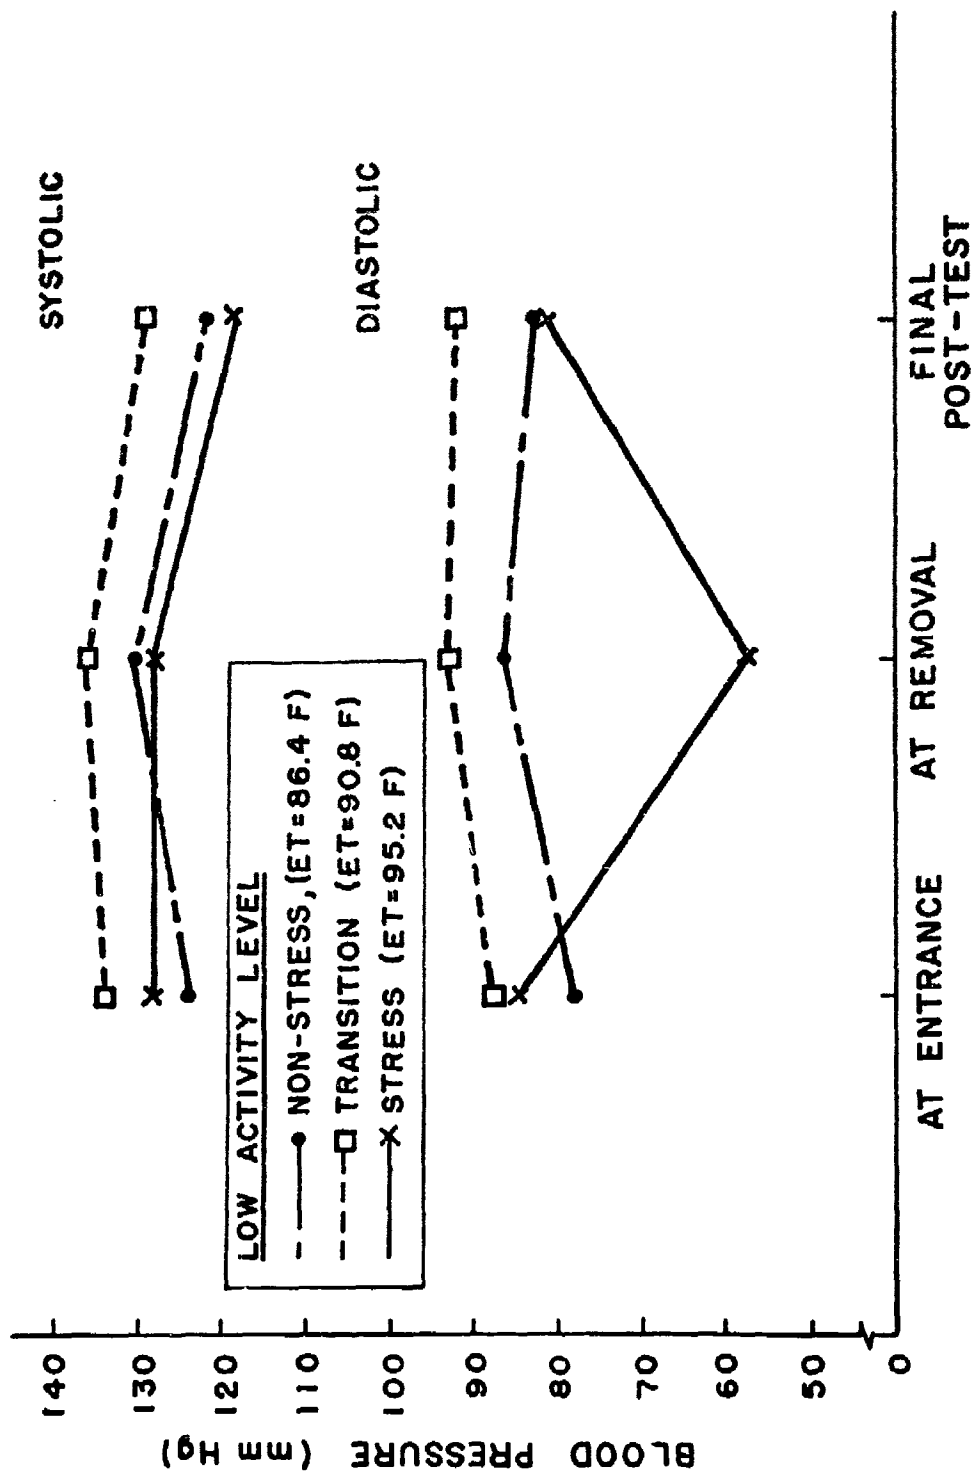 SYSTOLIC
DIASTOLIC
LOW ACTIVITY LEVEL
NON-STRESS, (ET=86.4 F)
TRANSITION (ET=90.8 F)
STRESS (ET=95.2 F)
BLOOD PRESSURE (mm Hg)
140
130
120
110
100
90
80
70
60
50
0
AT ENTRANCE
AT REMOVAL
FINAL
POST-TEST